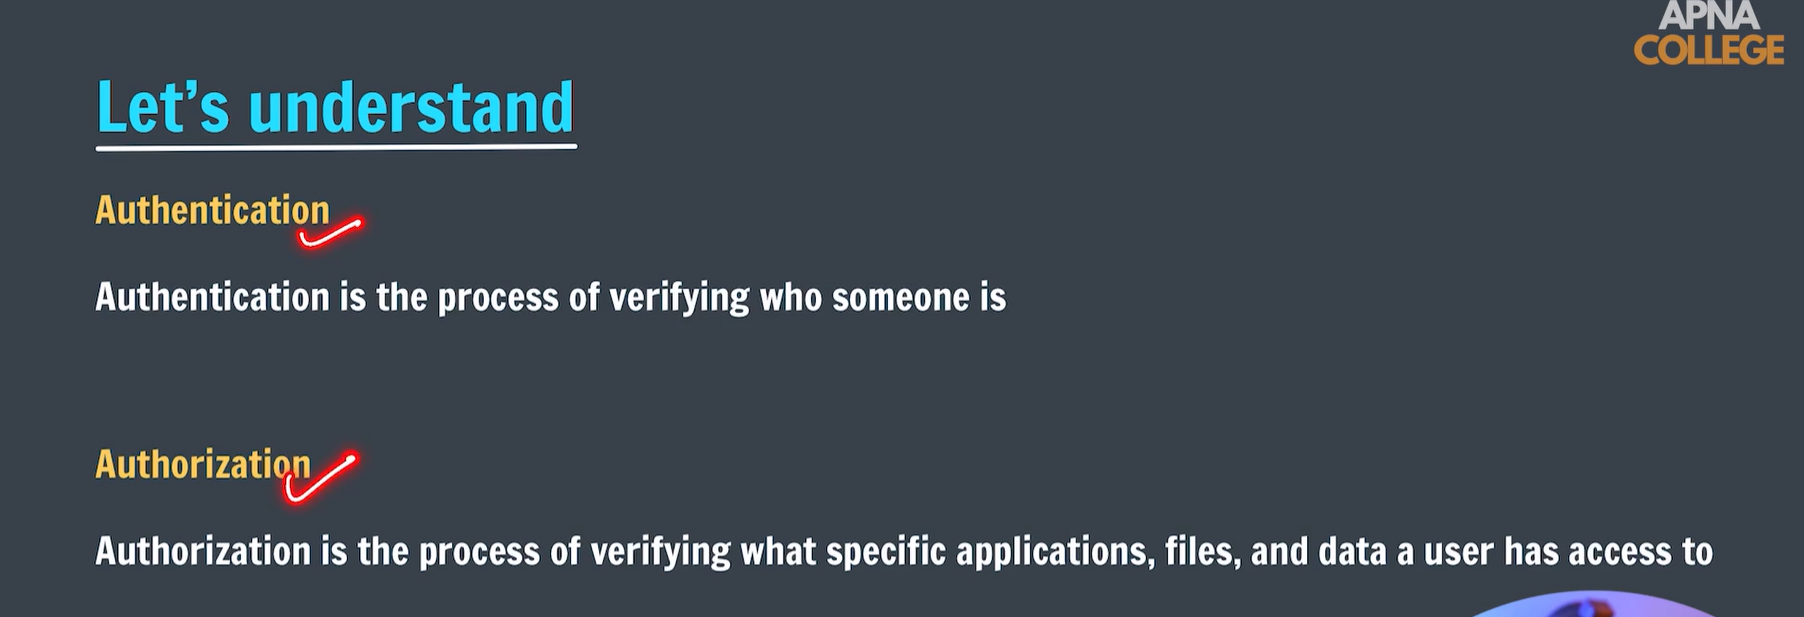 APNA
COLLEGE
Let’s understand
Authentication
Authentication is the process of verifying who someone is
Authorization
Authorization is the process of verifying what specific applications, files, and data a user has access to